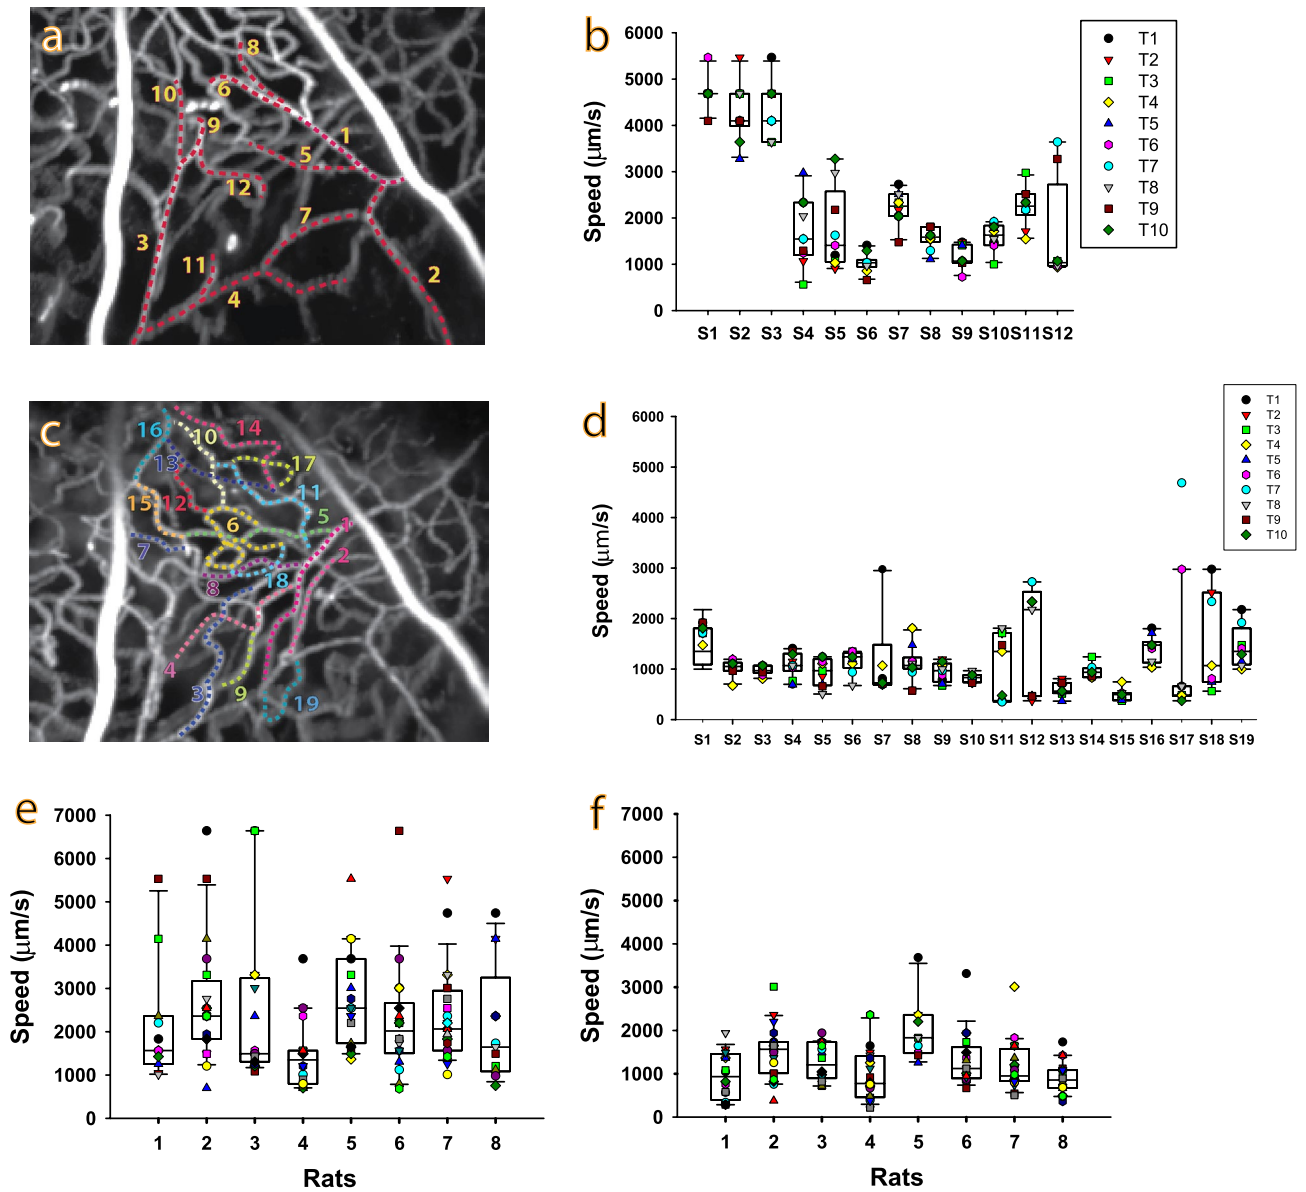 a
8
6
10
9
1
5
12
7
3
11
4
2
b
Speed (µm/s)
6000
5000
4000
3000
2000
1000
0
S1 S2 S3 S4 S5 S6 S7 S8 S9 S10 S11 S12
T1
T2
T3
T4
T5
T6
T7
T8
T9
T10
c
16
10
14
13
17
15
12
11
6
5
1
7
2
8
18
4
3
9
19
d
Speed (µm/s)
6000
5000
4000
3000
2000
1000
0
S1 S2 S3 S4 S5 S6 S7 S8 S9 S10 S11 S12 S13 S14 S15 S16 S17 S18 S19
T1
T2
T3
T4
T5
T6
T7
T8
T9
T10
e
Speed (µm/s)
7000
6000
5000
4000
3000
2000
1000
0
1 2 3 4 5 6 7 8
Rats
f
Speed (µm/s)
7000
6000
5000
4000
3000
2000
1000
0
1 2 3 4 5 6 7 8
Rats